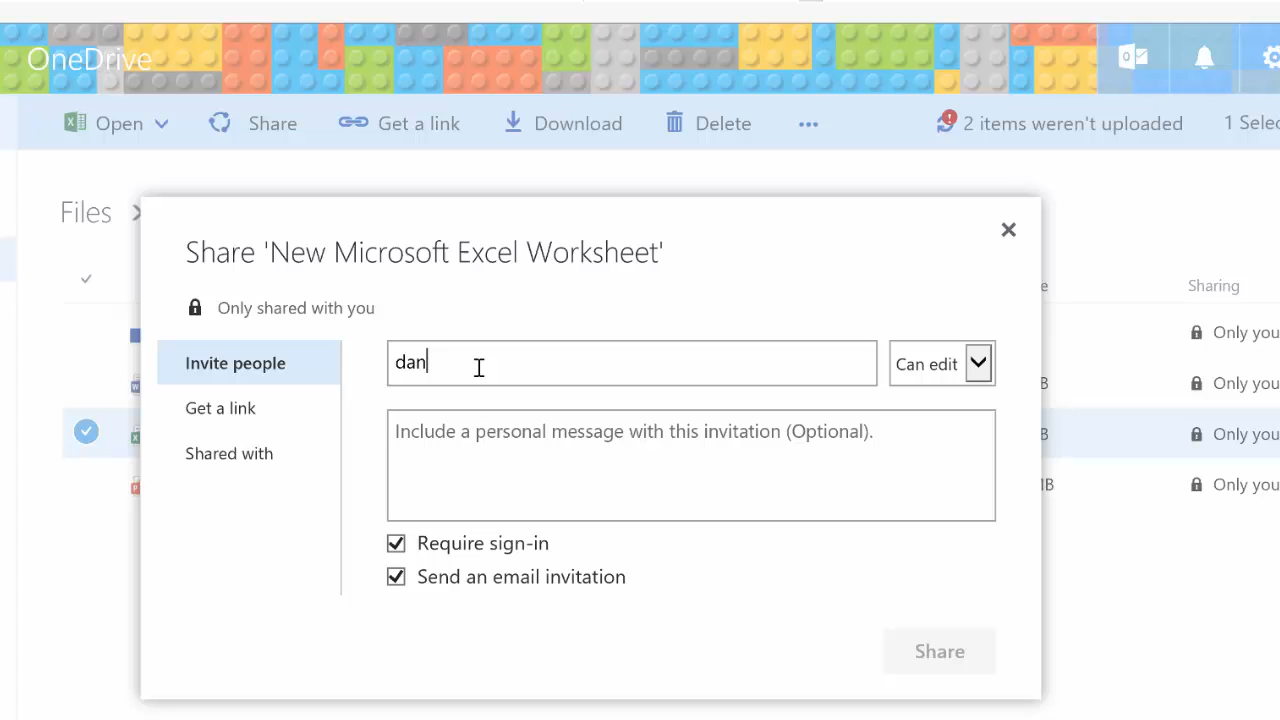 OneDrive
Open Share Get a link Download Delete ••• 2 items weren't uploaded 1 Selec
Files
Share 'New Microsoft Excel Worksheet'
e Sharing
Only shared with you
Only you
Invite people dan Can edit
B Only you
Get a link
Include a personal message with this invitation (Optional).
B Only you
Shared with
MB Only you
Require sign-in
Send an email invitation
Share